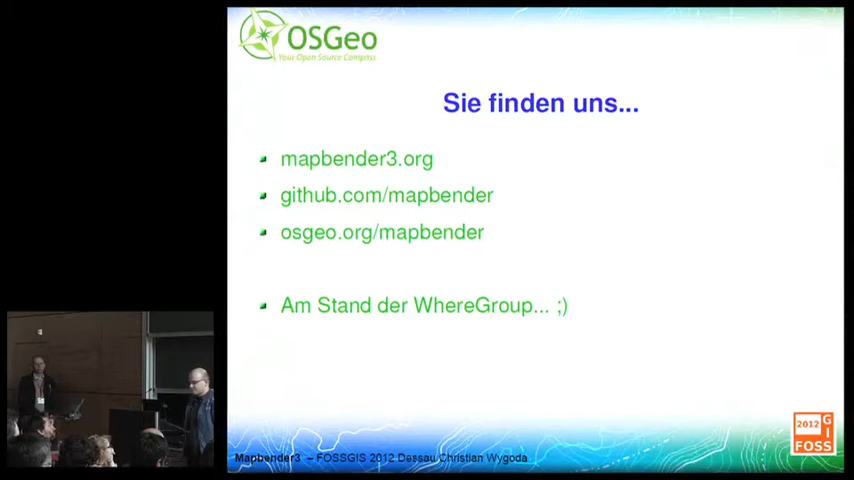 OSGeo
Your Open Source Compass
Sie finden uns...
mapbender3.org
github.com/mapbender
osgeo.org/mapbender
Am Stand der WhereGroup... ;)
2012 GIS
FOSS
Mapbender3 – FOSSGIS 2012 Dessau Christian Wygoda